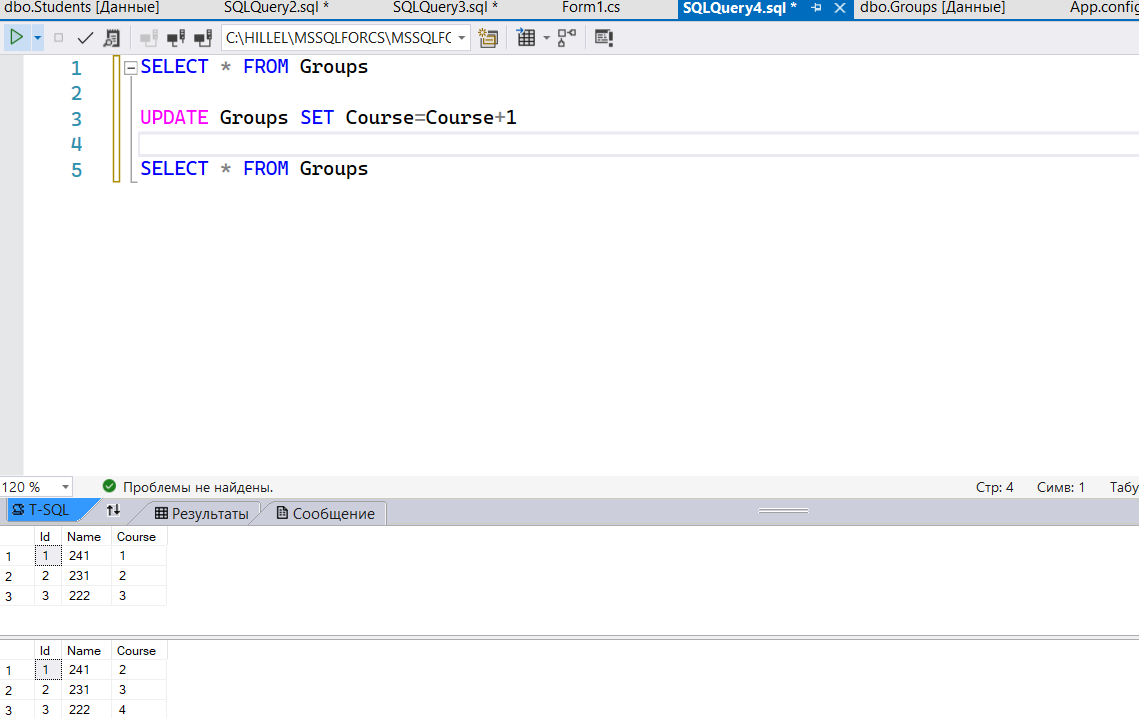 dbo.Students [Данные] SQLQuery2.sql * SQLQuery3.sql * Form1.cs SQLQuery4.sql * dbo.Groups [Данные] App.config
C:\HILLEL\MSSQLFORCS\MSSQLFC
1 SELECT * FROM Groups
2
3 UPDATE Groups SET Course=Course+1
4
5 SELECT * FROM Groups
120 % Проблемы не найдены. Стр: 4 Симв: 1 Табу
T-SQL Результаты Сообщение
Id Name Course
1 1 241 1
2 2 231 2
3 3 222 3
Id Name Course
1 1 241 2
2 2 231 3
3 3 222 4